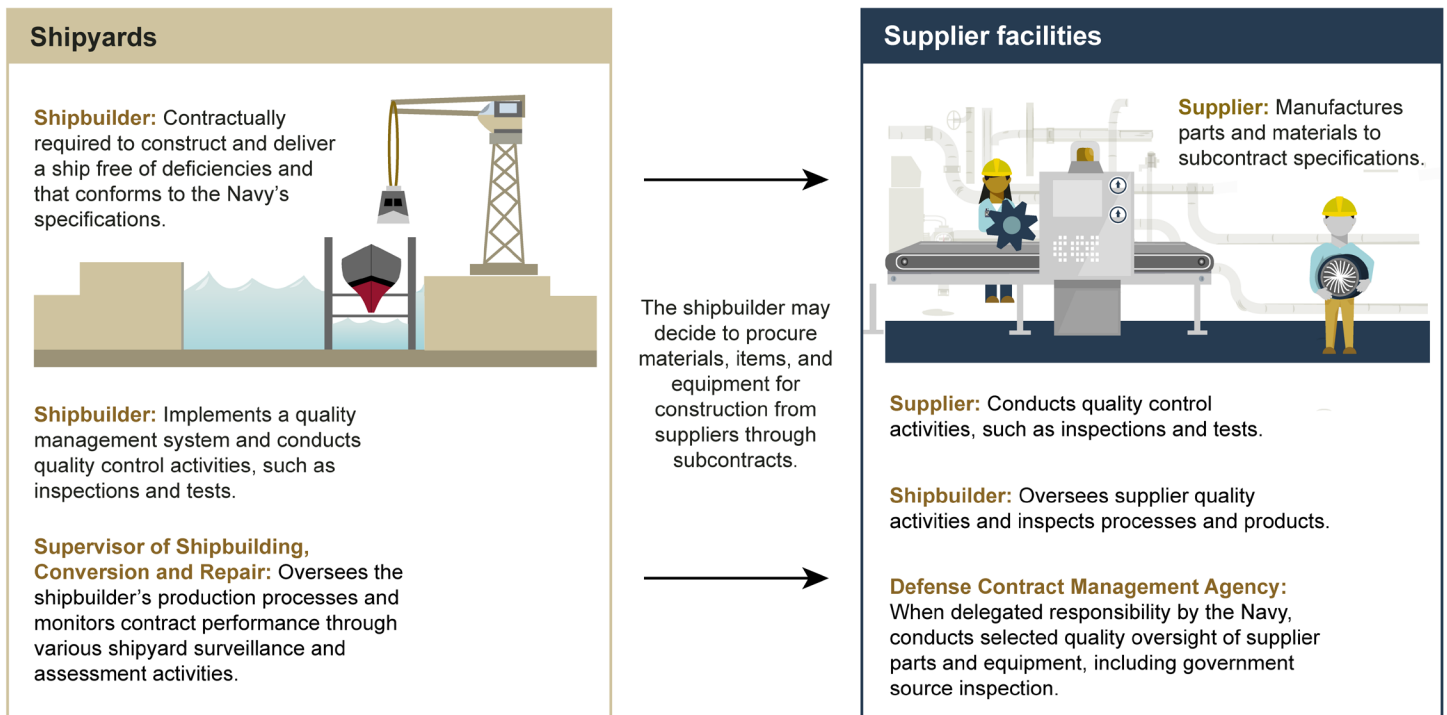 Shipyards
Shipbuilder: Contractually
required to construct and deliver
a ship free of deficiencies and
that conforms to the Navy’s
specifications.
Shipbuilder: Implements a quality
management system and conducts
quality control activities, such as
inspections and tests.
Supervisor of Shipbuilding,
Conversion and Repair: Oversees the
shipbuilder’s production processes and
monitors contract performance through
various shipyard surveillance and
assessment activities.
The shipbuilder may
decide to procure
materials, items, and
equipment for
construction from
suppliers through
subcontracts.
Supplier facilities
Supplier: Manufactures
parts and materials to
subcontract specifications.
Supplier: Conducts quality control
activities, such as inspections and tests.
Shipbuilder: Oversees supplier quality
activities and inspects processes and products.
Defense Contract Management Agency:
When delegated responsibility by the Navy,
conducts selected quality oversight of supplier
parts and equipment, including government
source inspection.